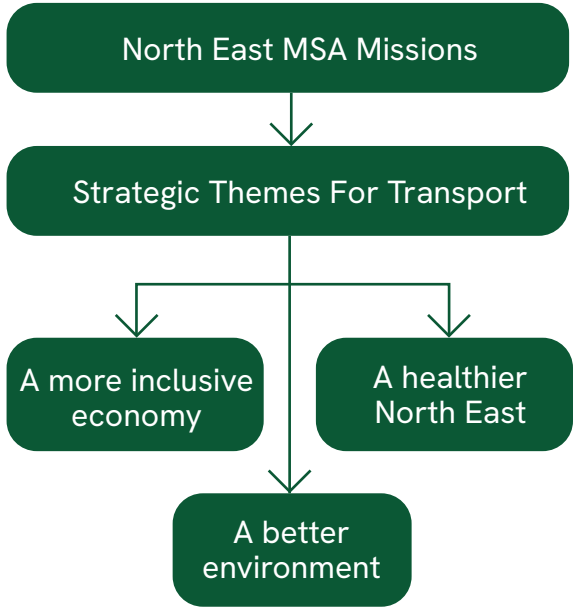 North East MSA Missions
Strategic Themes For Transport
A more inclusive
economy
A healthier
North East
A better
environment